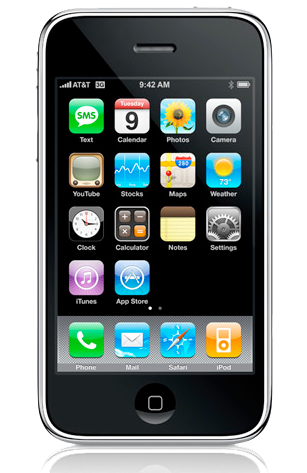 AT&T 3G 9:42 AM
SMS Tuesday 9 280 73°
Text Calendar Photos Camera
YouTube Stocks Maps Weather
Clock Calculator Notes Settings
iTunes App Store
Phone Mail Safari iPod